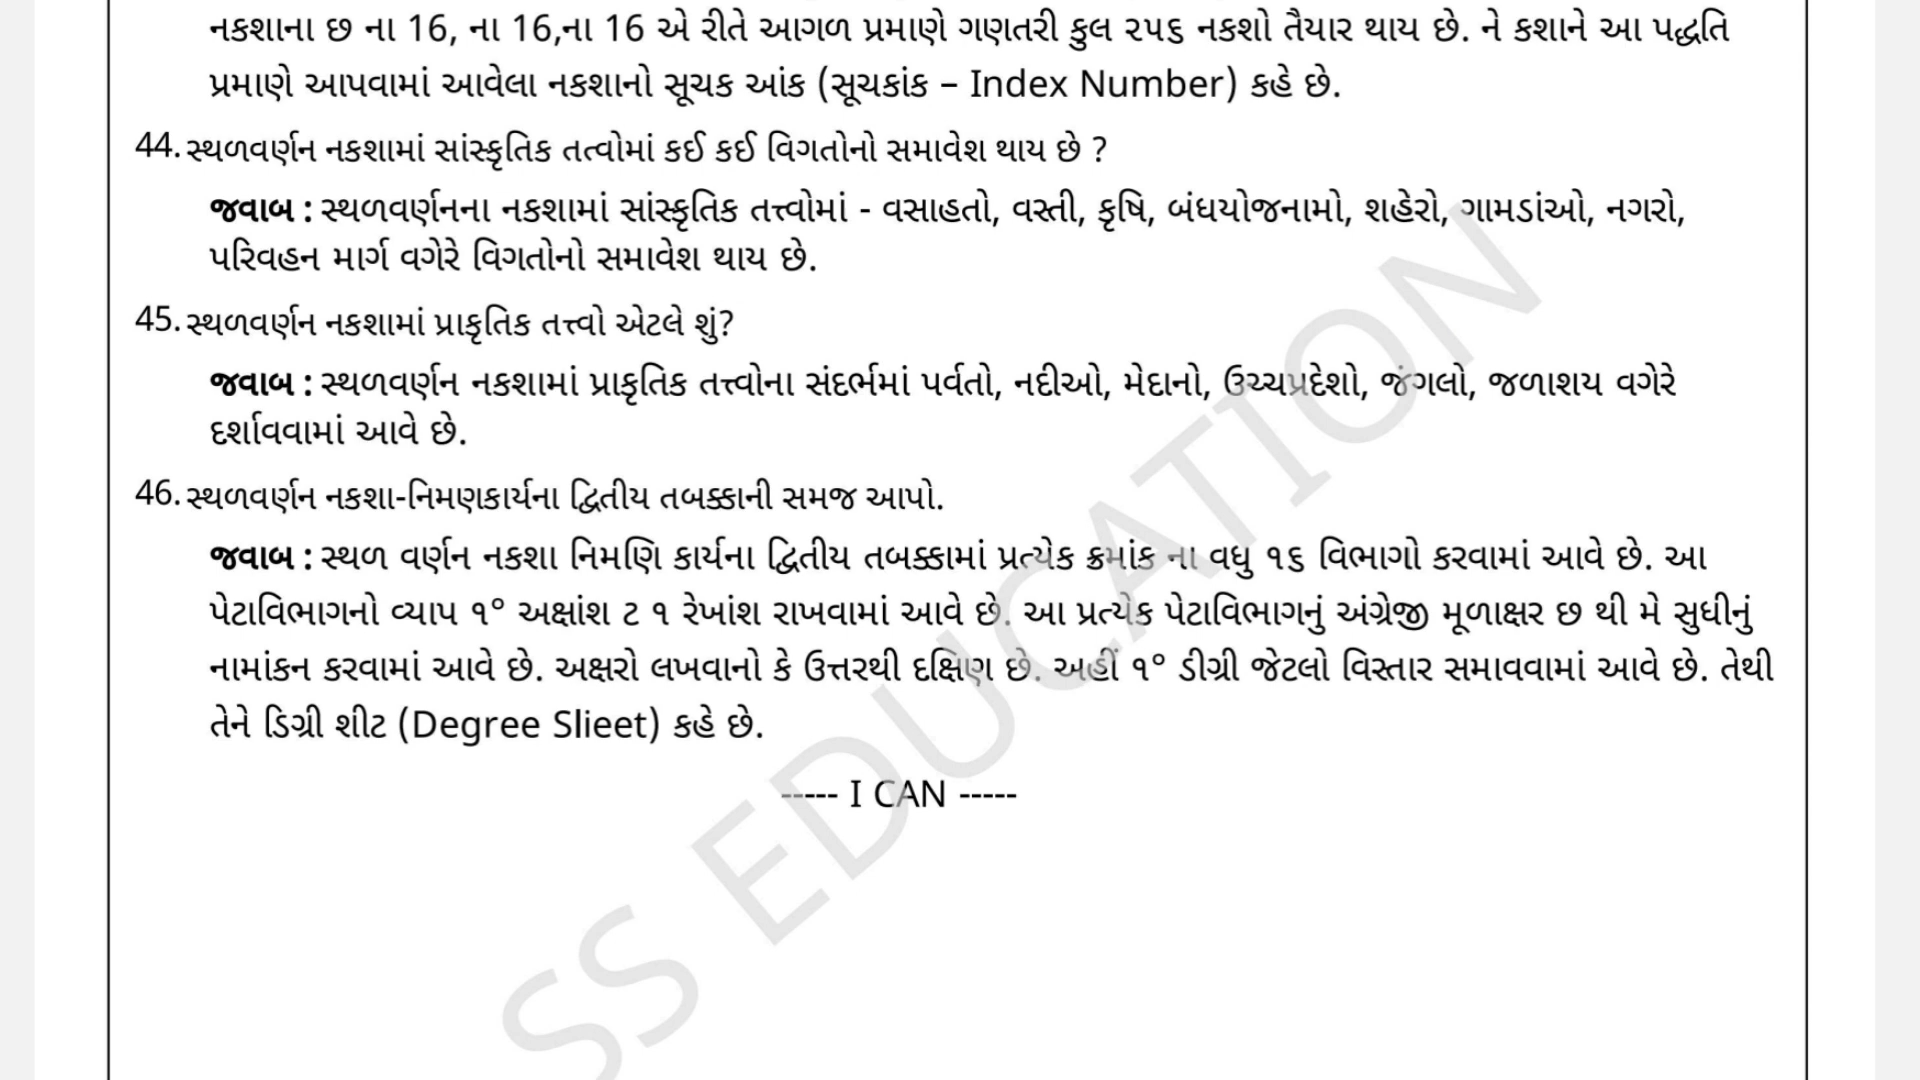 નકશાના છ ના 16, ના 16,ના 16 એ રીતે આગળ પ્રમાણે ગણતરી કુલ ૨૫૬ નકશો તૈયાર થાય છે. ને કશાને આ પદ્ધતિ
પ્રમાણે આપવામાં આવેલા નકશાનો સૂચક આંક (સૂચકાંક – Index Number) કહે છે.
44. સ્થળવર્ણન નકશામાં સાંસ્કૃતિક તત્વોમાં કઈ કઈ વિગતોનો સમાવેશ થાય છે ?
જવાબ : સ્થળવર્ણનના નકશામાં સાંસ્કૃતિક તત્ત્વોમાં - વસાહતો, વસ્તી, કૃષિ, બંધયોજનામો, શહેરો, ગામડાંઓ, નગરો,
પરિવહન માર્ગ વગેરે વિગતોનો સમાવેશ થાય છે.
45. સ્થળવર્ણન નકશામાં પ્રાકૃતિક તત્ત્વો એટલે શું?
જવાબ : સ્થળવર્ણન નકશામાં પ્રાકૃતિક તત્ત્વોના સંદર્ભમાં પર્વતો, નદીઓ, મેદાનો, ઉચ્ચપ્રદેશો, જંગલો, જળાશય વગેરે
દર્શાવવામાં આવે છે.
46. સ્થળવર્ણન નકશા-નિમણકાર્યના દ્વિતીય તબક્કાની સમજ આપો.
જવાબ : સ્થળ વર્ણન નકશા નિમણિ કાર્યના દ્વિતીય તબક્કામાં પ્રત્યેક ક્રમાંક ના વધુ ૧૬ વિભાગો કરવામાં આવે છે. આ
પેટાવિભાગનો વ્યાપ ૧° અક્ષાંશ ટ ૧ રેખાંશ રાખવામાં આવે છે. આ પ્રત્યેક પેટાવિભાગનું અંગ્રેજી મૂળાક્ષર છ થી મે સુધીનું
નામાંકન કરવામાં આવે છે. અક્ષરો લખવાનો કે ઉત્તરથી દક્ષિણ છે. અહીં ૧° ડીગ્રી જેટલો વિસ્તાર સમાવવામાં આવે છે. તેથી
તેને ડિગ્રી શીટ (Degree Slieet) કહે છે.
----- I CAN -----
SS EDUCATION